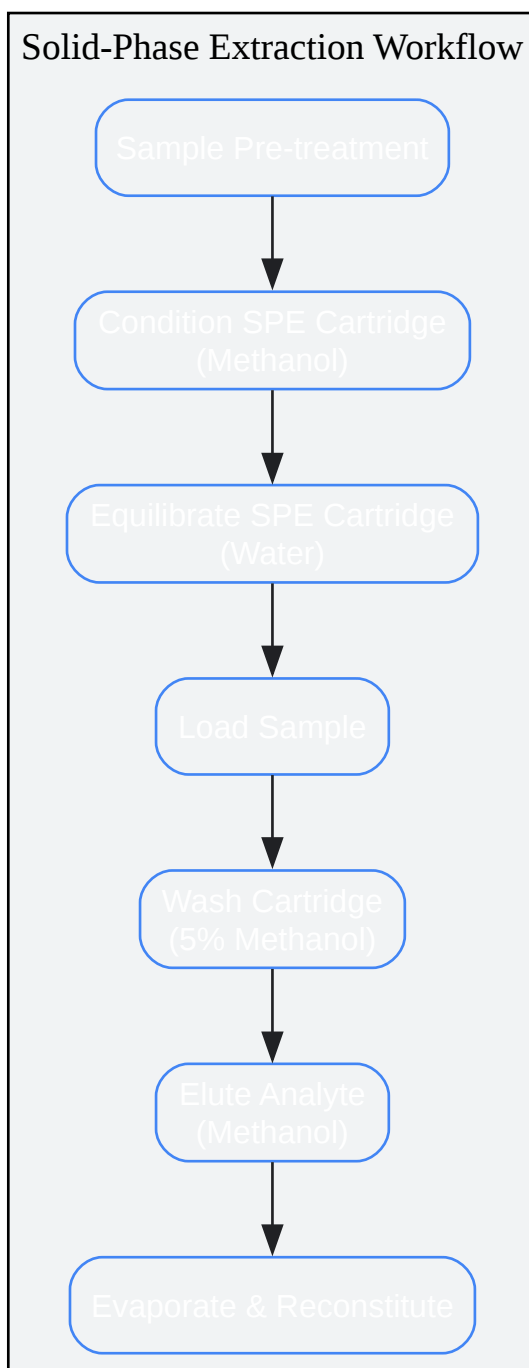 Solid-Phase Extraction Workflow
Sample Pre-treatment
Condition SPE Cartridge
(Methanol)
Equilibrate SPE Cartridge
(Water)
Load Sample
Wash Cartridge
(5% Methanol)
Elute Analyte
(Methanol)
Evaporate & Reconstitute